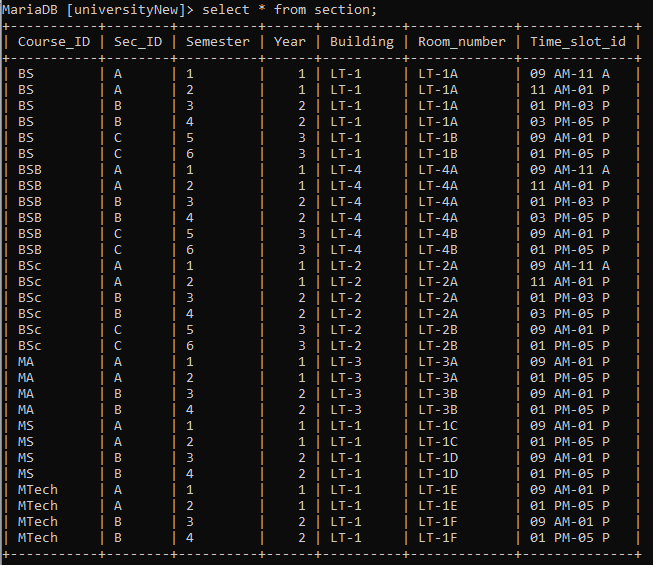 MariaDB [universityNew]> select * from section;
+-----------+--------+----------+------+----------+-------------+--------------+
| Course_ID | Sec_ID | Semester | Year | Building | Room_number | Time_slot_id |
+-----------+--------+----------+------+----------+-------------+--------------+
| BS        | A      | 1        |    1 | LT-1     | LT-1A       | 09 AM-11 A   |
| BS        | A      | 2        |    1 | LT-1     | LT-1A       | 11 AM-01 P   |
| BS        | B      | 3        |    2 | LT-1     | LT-1A       | 01 PM-03 P   |
| BS        | B      | 4        |    2 | LT-1     | LT-1A       | 03 PM-05 P   |
| BS        | C      | 5        |    3 | LT-1     | LT-1B       | 09 AM-01 P   |
| BS        | C      | 6        |    3 | LT-1     | LT-1B       | 01 PM-05 P   |
| BSB       | A      | 1        |    1 | LT-4     | LT-4A       | 09 AM-11 A   |
| BSB       | A      | 2        |    1 | LT-4     | LT-4A       | 11 AM-01 P   |
| BSB       | B      | 3        |    2 | LT-4     | LT-4A       | 01 PM-03 P   |
| BSB       | B      | 4        |    2 | LT-4     | LT-4A       | 03 PM-05 P   |
| BSB       | C      | 5        |    3 | LT-4     | LT-4B       | 09 AM-01 P   |
| BSB       | C      | 6        |    3 | LT-4     | LT-4B       | 01 PM-05 P   |
| BSc       | A      | 1        |    1 | LT-2     | LT-2A       | 09 AM-11 A   |
| BSc       | A      | 2        |    1 | LT-2     | LT-2A       | 11 AM-01 P   |
| BSc       | B      | 3        |    2 | LT-2     | LT-2A       | 01 PM-03 P   |
| BSc       | B      | 4        |    2 | LT-2     | LT-2A       | 03 PM-05 P   |
| BSc       | C      | 5        |    3 | LT-2     | LT-2B       | 09 AM-01 P   |
| BSc       | C      | 6        |    3 | LT-2     | LT-2B       | 01 PM-05 P   |
| MA        | A      | 1        |    1 | LT-3     | LT-3A       | 09 AM-01 P   |
| MA        | A      | 2        |    1 | LT-3     | LT-3A       | 01 PM-05 P   |
| MA        | B      | 3        |    2 | LT-3     | LT-3B       | 09 AM-01 P   |
| MA        | B      | 4        |    2 | LT-3     | LT-3B       | 01 PM-05 P   |
| MS        | A      | 1        |    1 | LT-1     | LT-1C       | 09 AM-01 P   |
| MS        | A      | 2        |    1 | LT-1     | LT-1C       | 01 PM-05 P   |
| MS        | B      | 3        |    2 | LT-1     | LT-1D       | 09 AM-01 P   |
| MS        | B      | 4        |    2 | LT-1     | LT-1D       | 01 PM-05 P   |
| MTech     | A      | 1        |    1 | LT-1     | LT-1E       | 09 AM-01 P   |
| MTech     | A      | 2        |    1 | LT-1     | LT-1E       | 01 PM-05 P   |
| MTech     | B      | 3        |    2 | LT-1     | LT-1F       | 09 AM-01 P   |
| MTech     | B      | 4        |    2 | LT-1     | LT-1F       | 01 PM-05 P   |
+-----------+--------+----------+------+----------+-------------+--------------+